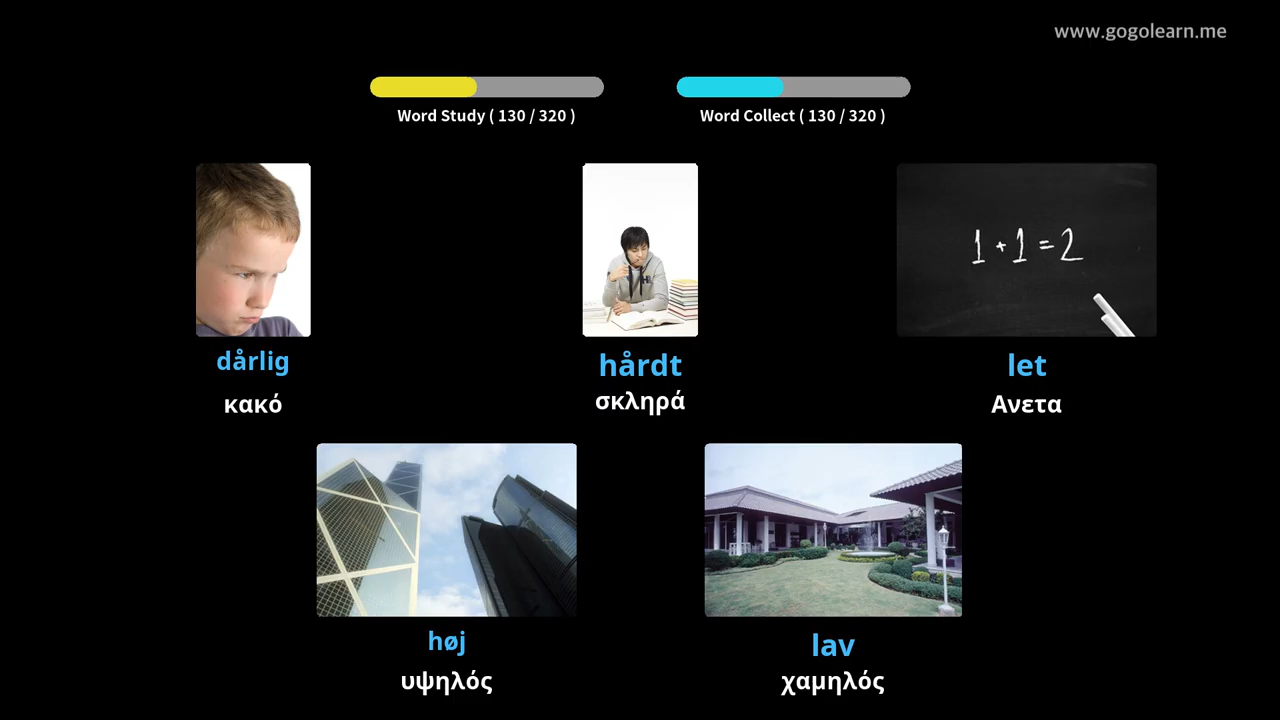 www.gogolearn.me
Word Study ( 130 / 320 )
Word Collect ( 130 / 320 )
1 + 1 = 2
dårlig
κακό
hårdt
σκληρά
let
Ανετα
høj
υψηλός
lav
χαμηλός